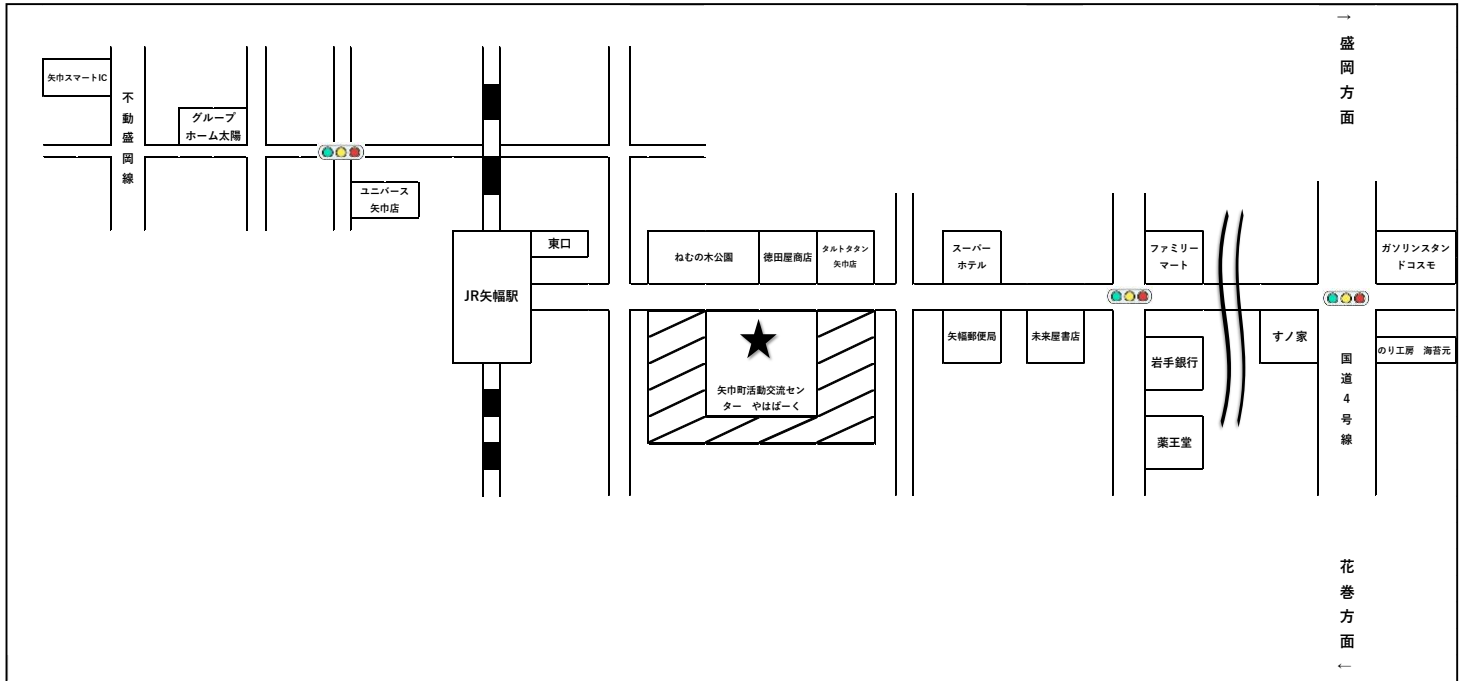 →
盛岡方面
矢巾スマートIC
不動盛岡線
グループ
ホーム太陽
ユニバース
矢巾店
東口
JR矢幅駅
ねむの木公園
徳田屋商店
タルトタタン
矢巾店
スーパー
ホテル
ファミリー
マート
ガソリンスタン
ドコスモ
★
矢巾町活動交流セン
ター　やはぱーく
矢幅郵便局
未来屋書店
岩手銀行
薬王堂
すノ家
国道4号線
のり工房　海苔元
花巻方面
←